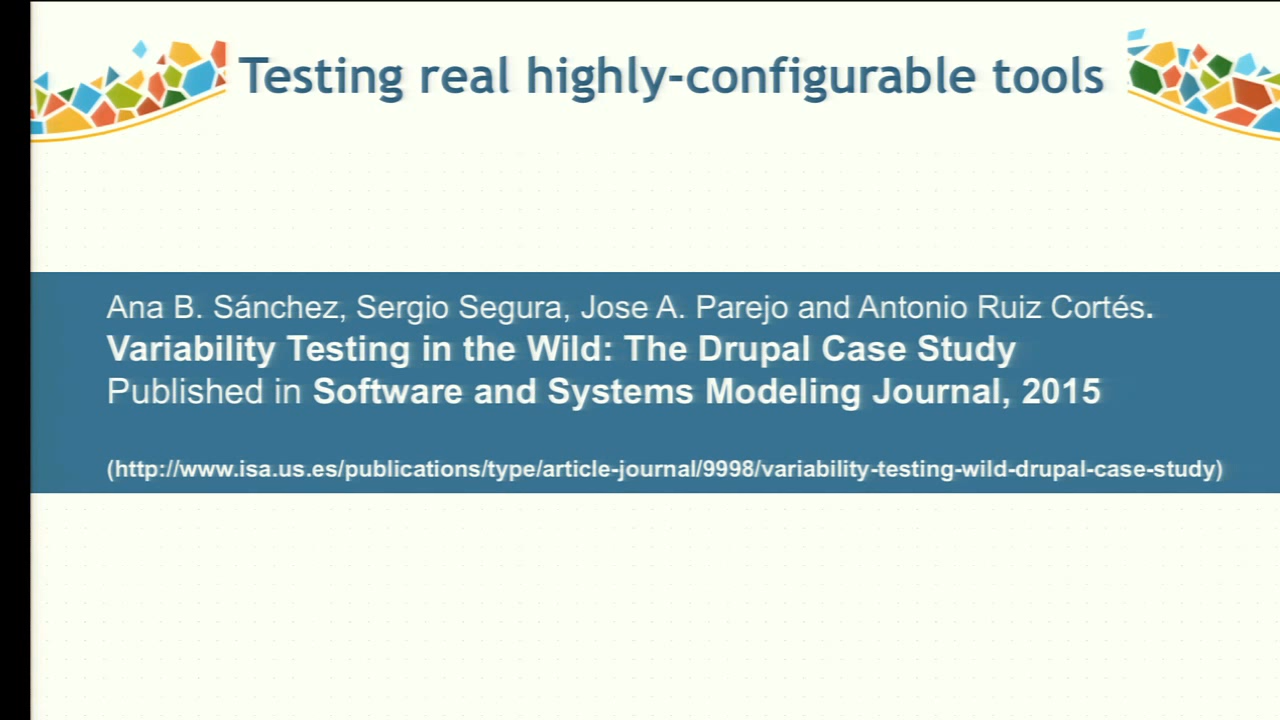 Testing real highly-configurable tools
Ana B. Sánchez, Sergio Segura, Jose A. Parejo and Antonio Ruiz Cortés.
Variability Testing in the Wild: The Drupal Case Study
Published in Software and Systems Modeling Journal, 2015
(http://www.isa.us.es/publications/type/article-journal/9998/variability-testing-wild-drupal-case-study)